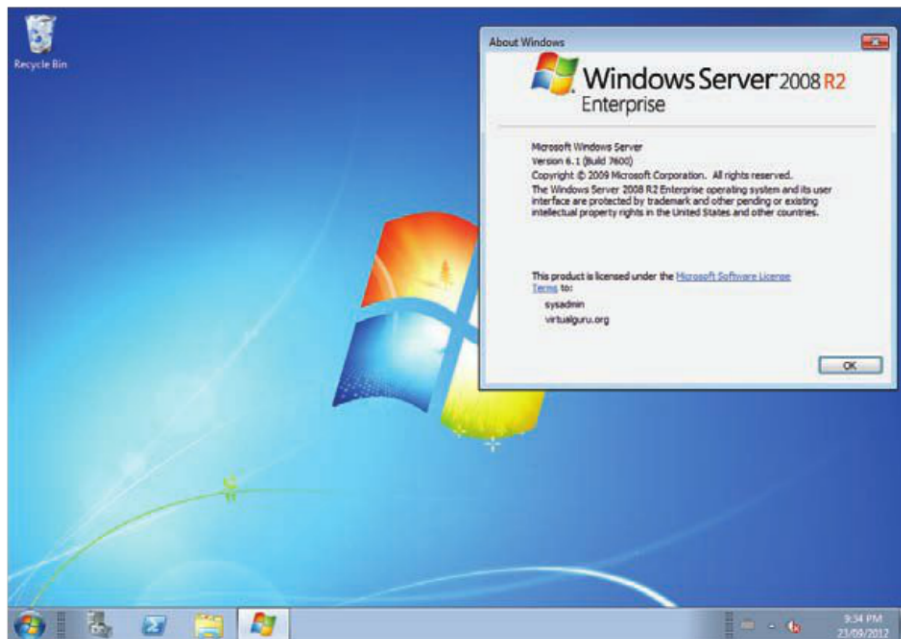 Recycle Bin
About Windows
Windows Server 2008 R2
Enterprise
Microsoft Windows Server
Version 6.1 (Build 7600)
Copyright © 2009 Microsoft Corporation. All rights reserved.
The Windows Server 2008 R2 Enterprise operating system and its user
interface are protected by trademark and other pending or existing
intellectual property rights in the United States and other countries.
This product is licensed under the Microsoft Software License
Terms to:
sysadmin
virtualguru.org
OK
9:34 PM
23/09/2012